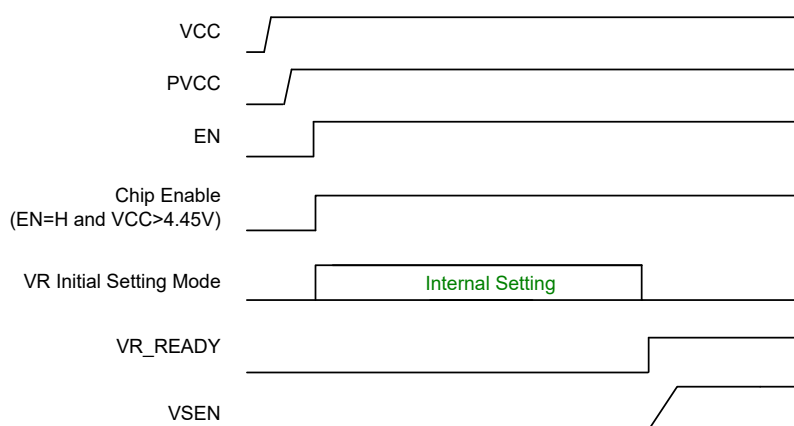 VCC
PVCC
EN
Chip Enable
(EN=H and VCC>4.45V)
VR Initial Setting Mode
Internal Setting
VR_READY
VSEN